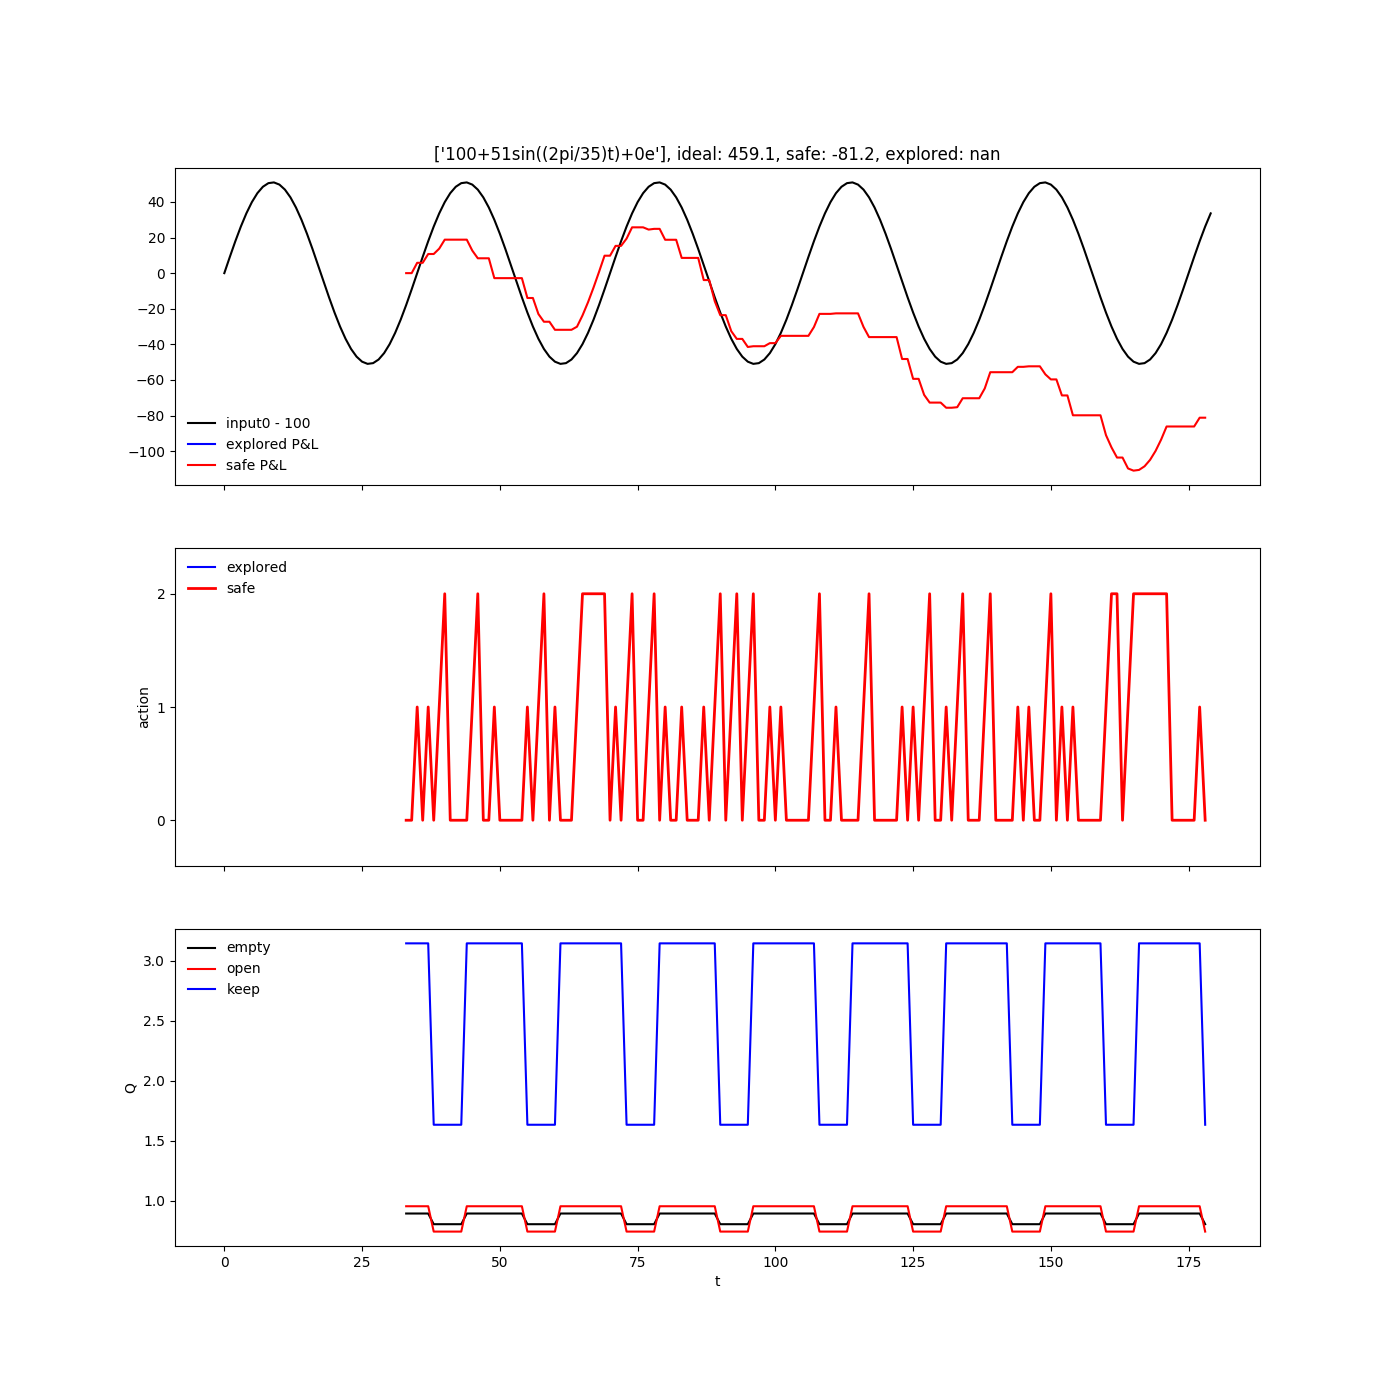 ['100+51sin((2pi/35)t)+0e'], ideal: 459.1, safe: -81.2, explored: nan
40
20
0
−20
−40
−60
−80
−100
input0 - 100
explored P&L
safe P&L
2
1
0
action
explored
safe
3.0
2.5
2.0
1.5
1.0
Q
empty
open
keep
0 25 50 75 100 125 150 175
t